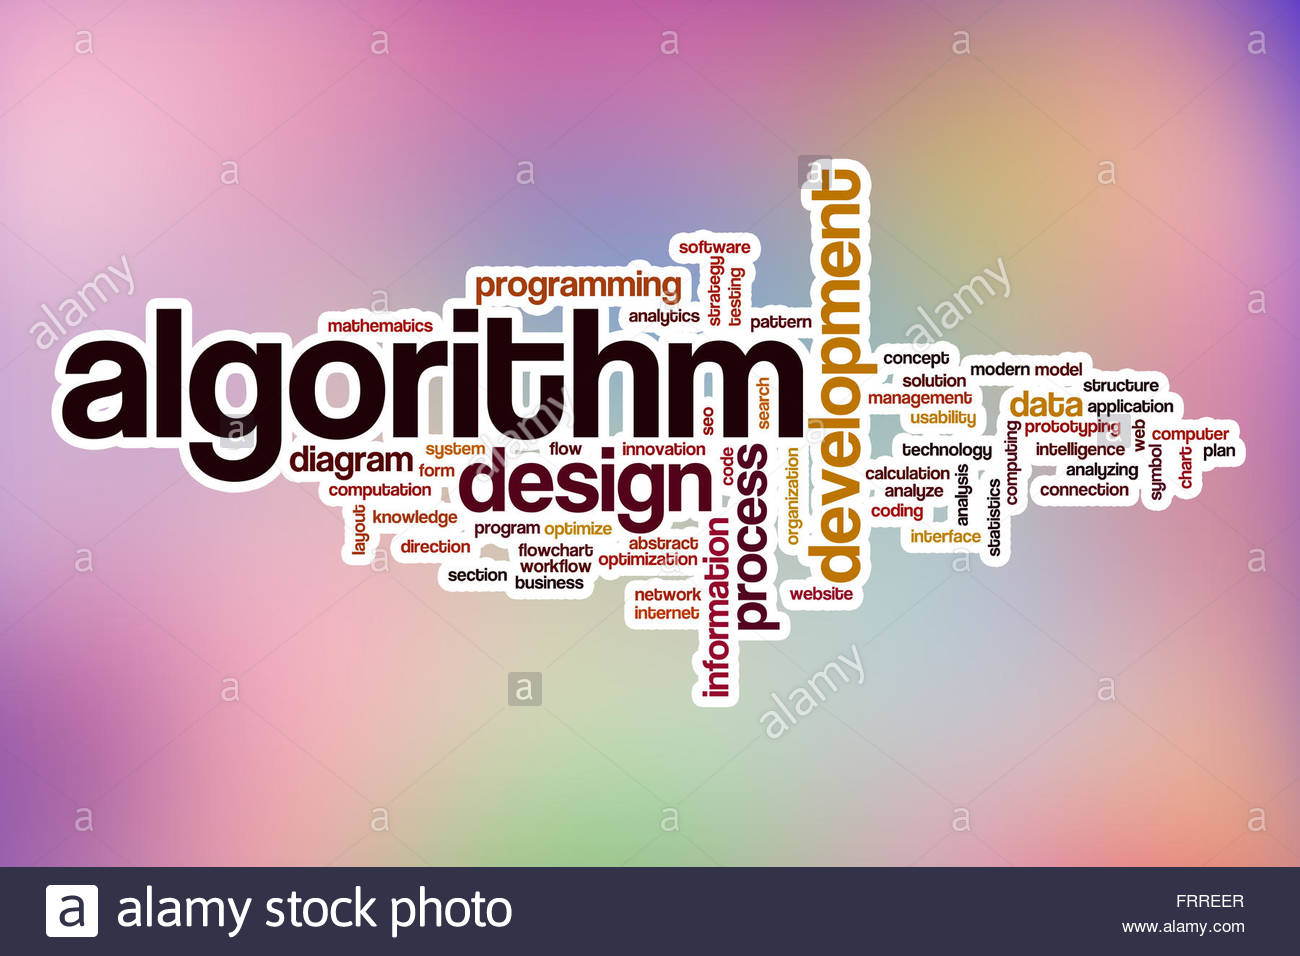 software
strategy
testing
programming
analytics
pattern
mathematics
algorithm
development
search
seo
concept
modern model
solution
structure
management
data
application
usability
prototyping
web
computer
diagram
system
flow
innovation
form
design
code
process
organization
technology
computing
intelligence
symbol
chart
plan
calculation
analysis
analyzing
computation
analyze
statistics
connection
layout
knowledge
coding
program
optimize
information
interface
direction
flowchart
abstract
workflow
optimization
section
business
network
website
internet
alamy
alamy
alamy
alamy
a alamy stock photo
FRREER
www.alamy.com